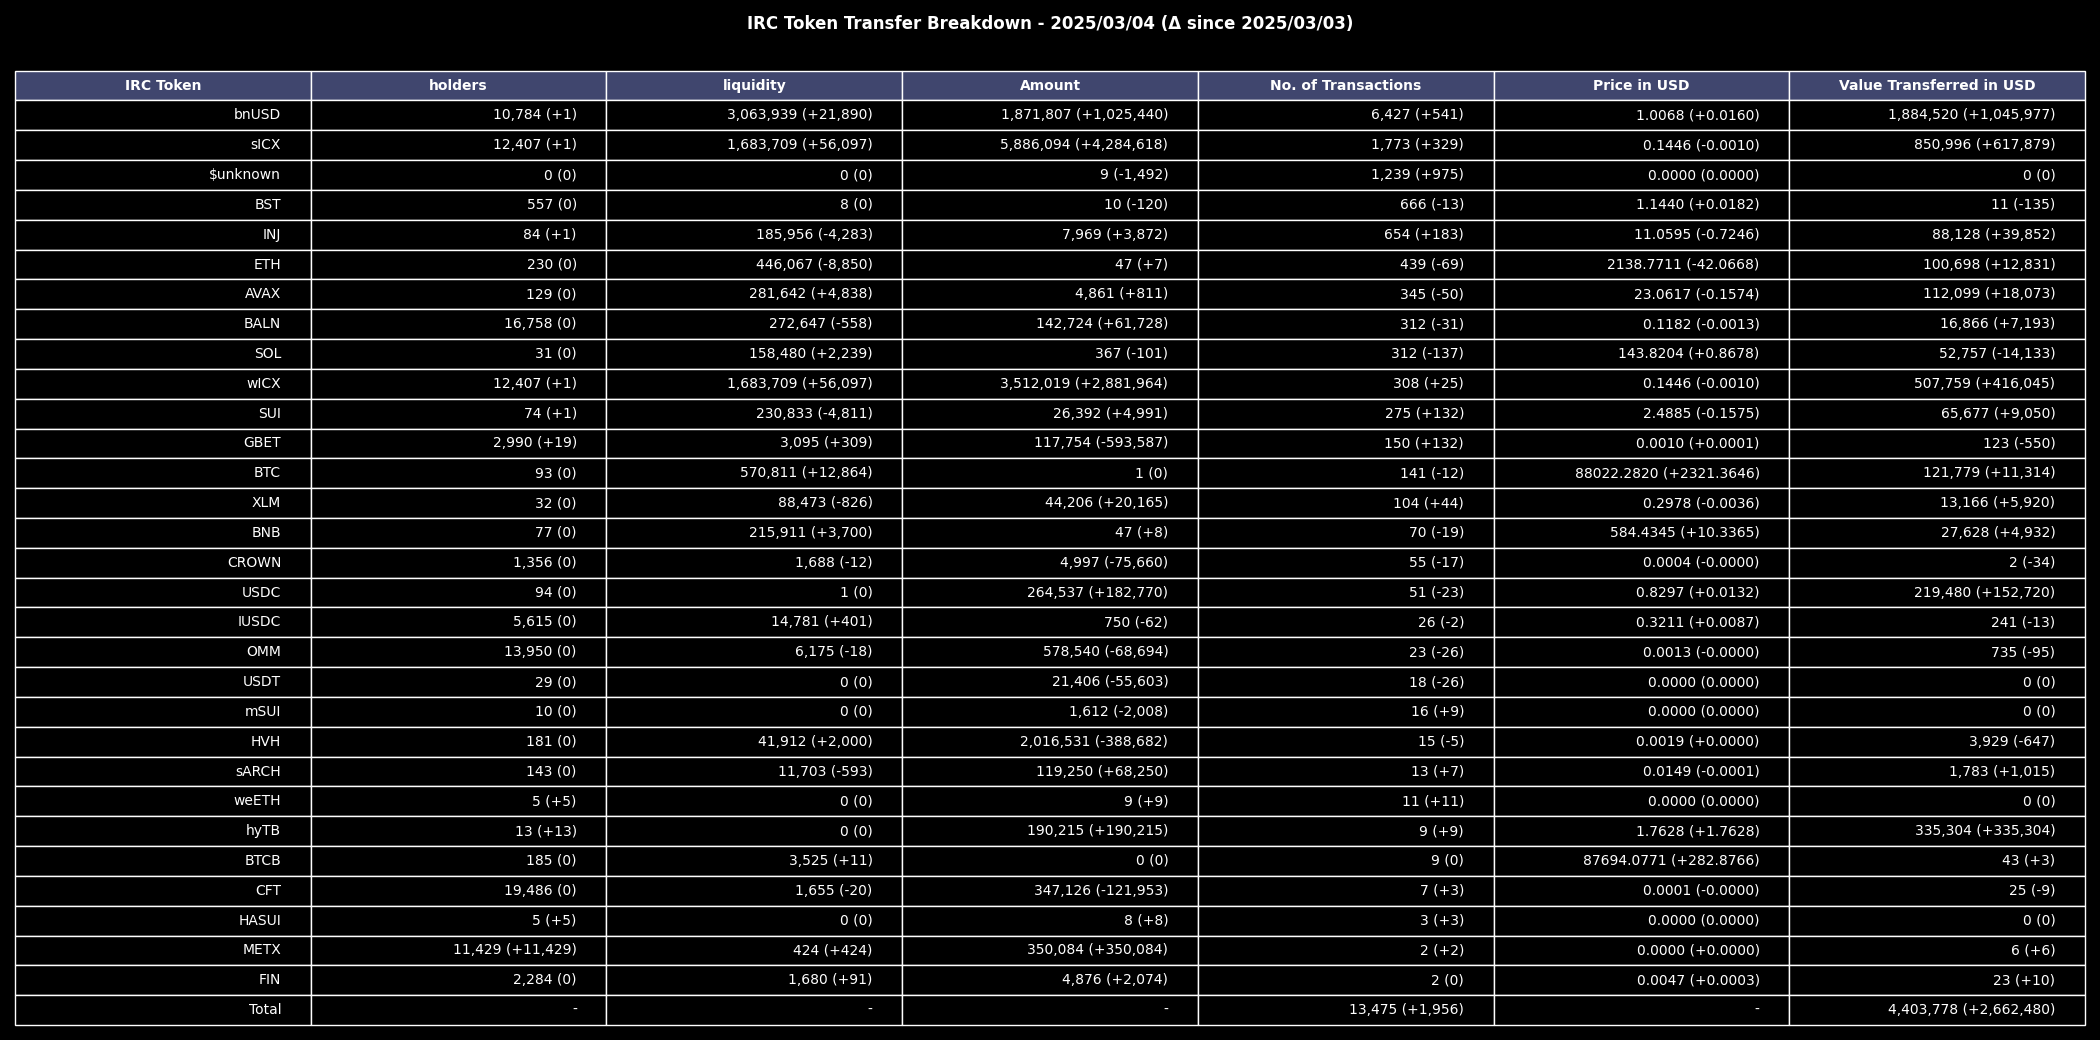 IRC Token Transfer Breakdown - 2025/03/04 (Δ since 2025/03/03)
IRC Token holders liquidity Amount No. of Transactions Price in USD Value Transferred in USD
bnUSD 10,784 (+1) 3,063,939 (+21,890) 1,871,807 (+1,025,440) 6,427 (+541) 1.0068 (+0.0160) 1,884,520 (+1,045,977)
sICX 12,407 (+1) 1,683,709 (+56,097) 5,886,094 (+4,284,618) 1,773 (+329) 0.1446 (-0.0010) 850,996 (+617,879)
$unknown 0 (0) 0 (0) 9 (-1,492) 1,239 (+975) 0.0000 (0.0000) 0 (0)
BST 557 (0) 8 (0) 10 (-120) 666 (-13) 1.1440 (+0.0182) 11 (-135)
INJ 84 (+1) 185,956 (-4,283) 7,969 (+3,872) 654 (+183) 11.0595 (-0.7246) 88,128 (+39,852)
ETH 230 (0) 446,067 (-8,850) 47 (+7) 439 (-69) 2138.7711 (-42.0668) 100,698 (+12,831)
AVAX 129 (0) 281,642 (+4,838) 4,861 (+811) 345 (-50) 23.0617 (-0.1574) 112,099 (+18,073)
BALN 16,758 (0) 272,647 (-558) 142,724 (+61,728) 312 (-31) 0.1182 (-0.0013) 16,866 (+7,193)
SOL 31 (0) 158,480 (+2,239) 367 (-101) 312 (-137) 143.8204 (+0.8678) 52,757 (-14,133)
wICX 12,407 (+1) 1,683,709 (+56,097) 3,512,019 (+2,881,964) 308 (+25) 0.1446 (-0.0010) 507,759 (+416,045)
SUI 74 (+1) 230,833 (-4,811) 26,392 (+4,991) 275 (+132) 2.4885 (-0.1575) 65,677 (+9,050)
GBET 2,990 (+19) 3,095 (+309) 117,754 (-593,587) 150 (+132) 0.0010 (+0.0001) 123 (-550)
BTC 93 (0) 570,811 (+12,864) 1 (0) 141 (-12) 88022.2820 (+2321.3646) 121,779 (+11,314)
XLM 32 (0) 88,473 (-826) 44,206 (+20,165) 104 (+44) 0.2978 (-0.0036) 13,166 (+5,920)
BNB 77 (0) 215,911 (+3,700) 47 (+8) 70 (-19) 584.4345 (+10.3365) 27,628 (+4,932)
CROWN 1,356 (0) 1,688 (-12) 4,997 (-75,660) 55 (-17) 0.0004 (-0.0000) 2 (-34)
USDC 94 (0) 1 (0) 264,537 (+182,770) 51 (-23) 0.8297 (+0.0132) 219,480 (+152,720)
IUSDC 5,615 (0) 14,781 (+401) 750 (-62) 26 (-2) 0.3211 (+0.0087) 241 (-13)
OMM 13,950 (0) 6,175 (-18) 578,540 (-68,694) 23 (-26) 0.0013 (-0.0000) 735 (-95)
USDT 29 (0) 0 (0) 21,406 (-55,603) 18 (-26) 0.0000 (0.0000) 0 (0)
mSUI 10 (0) 0 (0) 1,612 (-2,008) 16 (+9) 0.0000 (0.0000) 0 (0)
HVH 181 (0) 41,912 (+2,000) 2,016,531 (-388,682) 15 (-5) 0.0019 (+0.0000) 3,929 (-647)
sARCH 143 (0) 11,703 (-593) 119,250 (+68,250) 13 (+7) 0.0149 (-0.0001) 1,783 (+1,015)
weETH 5 (+5) 0 (0) 9 (+9) 11 (+11) 0.0000 (0.0000) 0 (0)
hyTB 13 (+13) 0 (0) 190,215 (+190,215) 9 (+9) 1.7628 (+1.7628) 335,304 (+335,304)
BTCB 185 (0) 3,525 (+11) 0 (0) 9 (0) 87694.0771 (+282.8766) 43 (+3)
CFT 19,486 (0) 1,655 (-20) 347,126 (-121,953) 7 (+3) 0.0001 (-0.0000) 25 (-9)
HASUI 5 (+5) 0 (0) 8 (+8) 3 (+3) 0.0000 (0.0000) 0 (0)
METX 11,429 (+11,429) 424 (+424) 350,084 (+350,084) 2 (+2) 0.0000 (+0.0000) 6 (+6)
FIN 2,284 (0) 1,680 (+91) 4,876 (+2,074) 2 (0) 0.0047 (+0.0003) 23 (+10)
Total - - - 13,475 (+1,956) - 4,403,778 (+2,662,480)